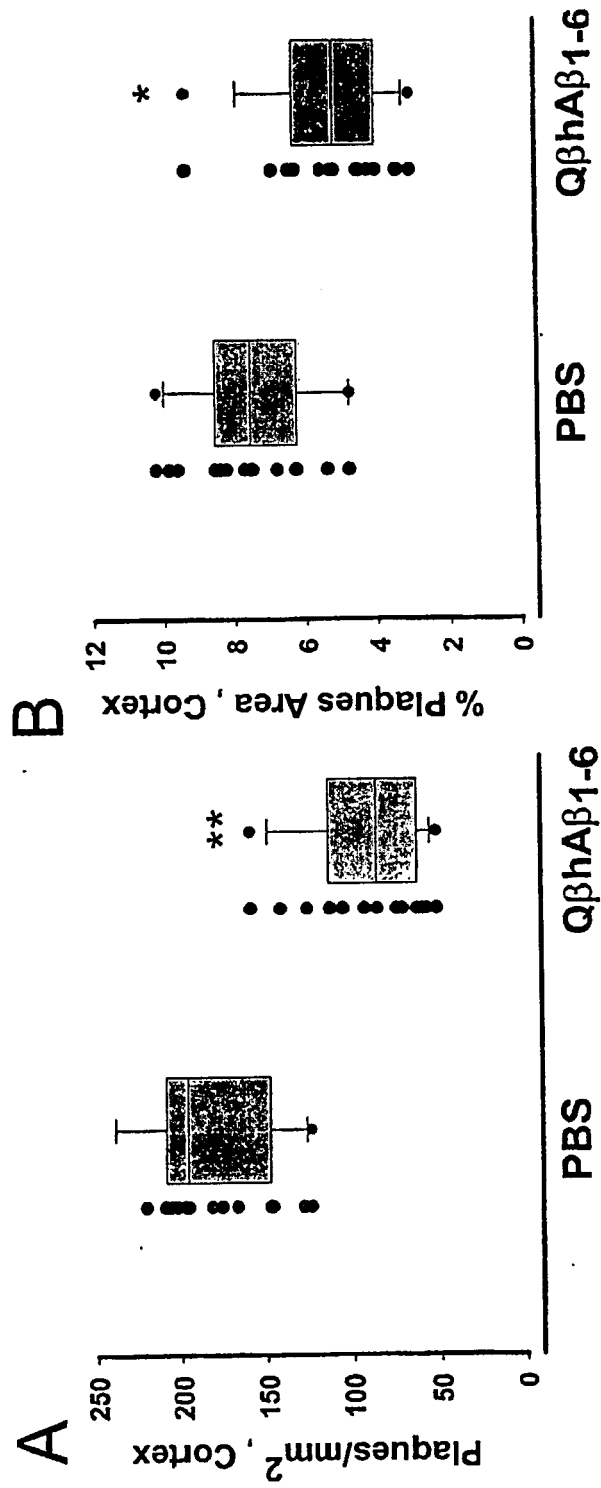 A
Plaques/mm², Cortex
250
200
150
100
50
0
**
PBS
QβhAβ1-6
B
% Plaques Area , Cortex
12
10
8
6
4
2
0
*
PBS
QβhAβ1-6